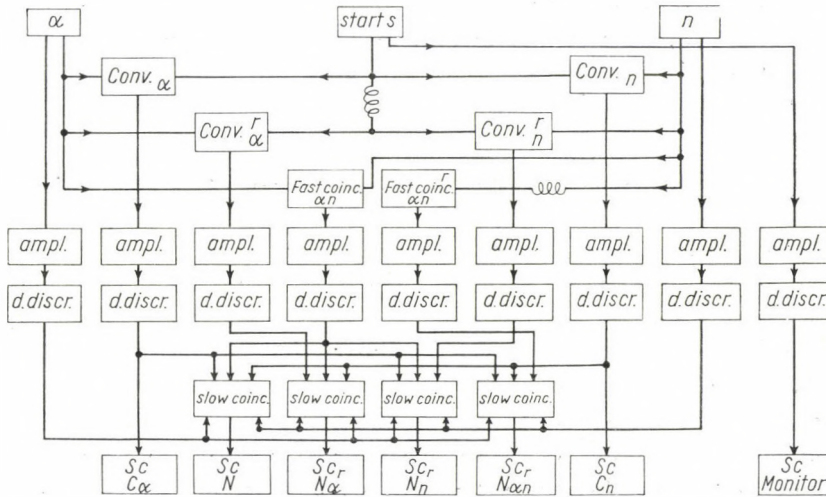 α
start s
n
Conv. α
Conv. n
Conv. r α
Conv. r n
Fast coinc.
αn
Fast coinc. r
αn
ampl.
ampl.
ampl.
ampl.
ampl.
ampl.
ampl.
ampl.
ampl.
d.discr.
d.discr.
d.discr.
d.discr.
d.discr.
d.discr.
d.discr.
d.discr.
d.discr.
slow coinc.
slow coinc.
slow coinc.
slow coinc.
Sc
Cα
Sc
N
Scr
Nα
Scr
Nn
Scr
Nαn
Sc
Cn
Sc
Monitor